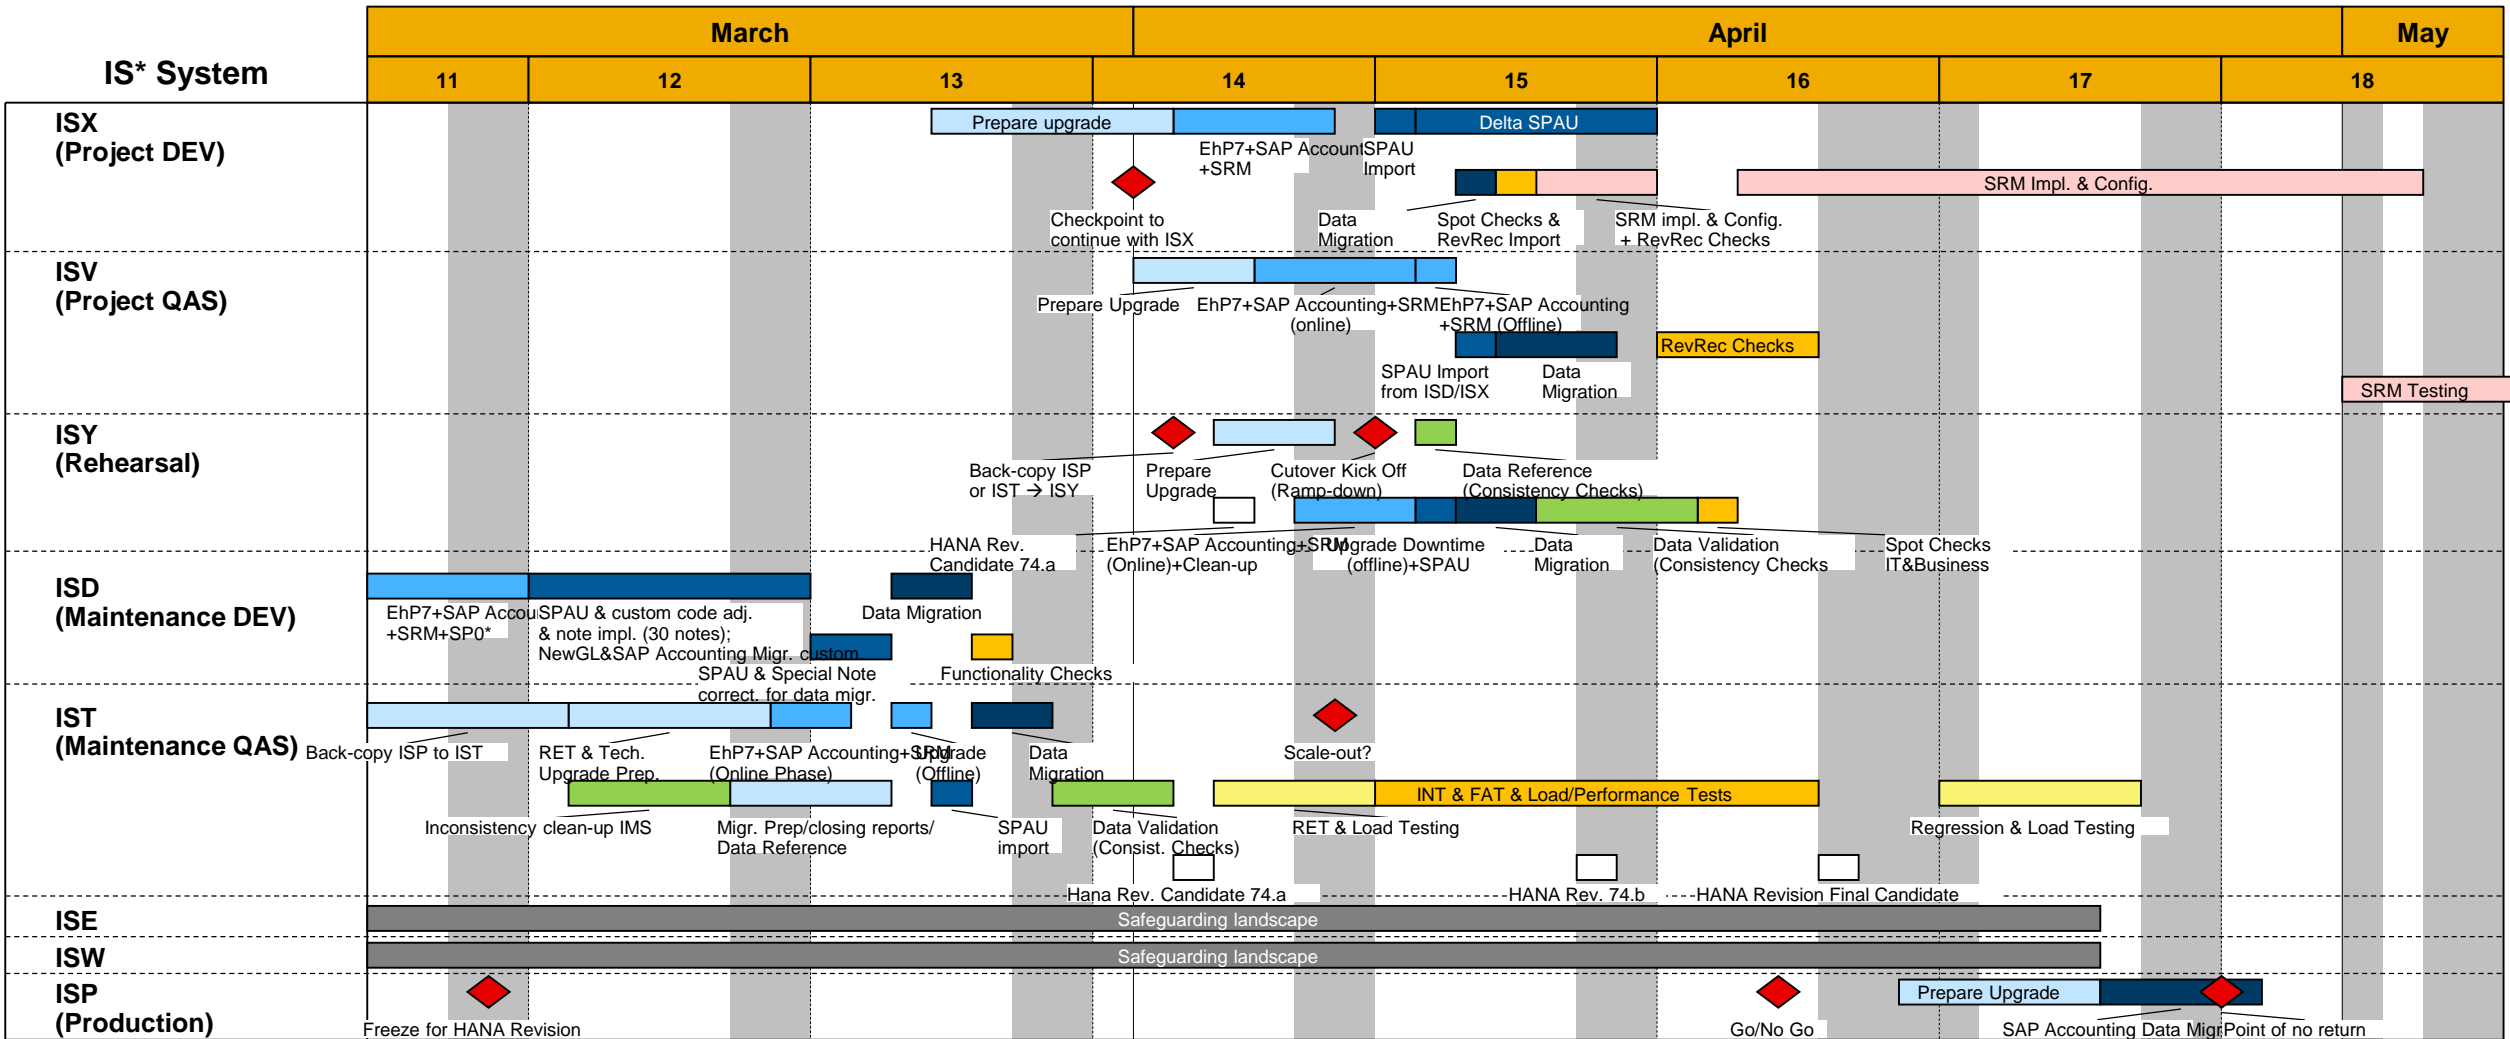 IS* System
March
April
May
11
12
13
14
15
16
17
18
ISX
(Project DEV)
Prepare upgrade
Delta SPAU
EhP7+SAP Account
+SRM
SPAU
Import
SRM Impl. & Config.
Checkpoint to
continue with ISX
Data
Migration
Spot Checks &
RevRec Import
SRM impl. & Config.
+ RevRec Checks
ISV
(Project QAS)
Prepare Upgrade
EhP7+SAP Accounting+SRM
(online)
EhP7+SAP Accounting
+SRM (Offline)
RevRec Checks
SPAU Import
from ISD/ISX
Data
Migration
SRM Testing
ISY
(Rehearsal)
Back-copy ISP
or IST → ISY
Prepare
Upgrade
Cutover Kick Off
(Ramp-down)
Data Reference
(Consistency Checks)
HANA Rev.
Candidate 74.a
EhP7+SAP Accounting+SRM
(Online)+Clean-up
Upgrade Downtime
(offline)+SPAU
Data
Migration
Data Validation
(Consistency Checks
Spot Checks
IT&Business
ISD
(Maintenance DEV)
EhP7+SAP Accou
+SRM+SP0*
SPAU & custom code adj.
& note impl. (30 notes);
NewGL&SAP Accounting Migr. custom.
Data Migration
SPAU & Special Note
correct. for data migr.
Functionality Checks
IST
(Maintenance QAS)
Back-copy ISP to IST
RET & Tech.
Upgrade Prep.
EhP7+SAP Accounting+SRM
(Online Phase)
Upgrade
(Offline)
Data
Migration
Scale-out?
INT & FAT & Load/Performance Tests
Inconsistency clean-up IMS
Migr. Prep/closing reports/
Data Reference
SPAU
import
Data Validation
(Consist. Checks)
RET & Load Testing
Regression & Load Testing
Hana Rev. Candidate 74.a
HANA Rev. 74.b
HANA Revision Final Candidate
ISE
Safeguarding landscape
ISW
Safeguarding landscape
ISP
(Production)
Prepare Upgrade
Freeze for HANA Revision
Go/No Go
SAP Accounting Data Migr
Point of no return